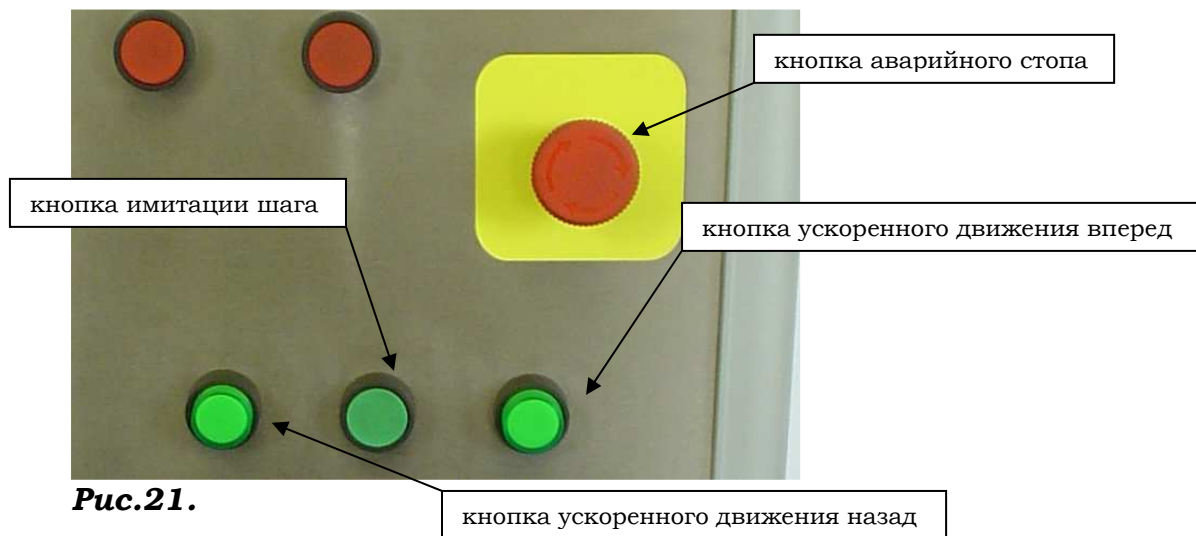 кнопка аварийного стопа
кнопка имитации шага
кнопка ускоренного движения вперед
Рис.21.
кнопка ускоренного движения назад